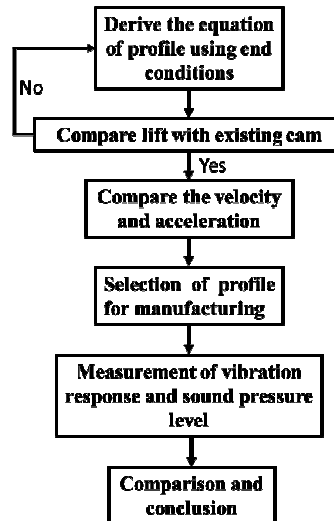 Derive the equation
of profile using end
conditions
No
Compare lift with existing cam
Yes
Compare the velocity
and acceleration
Selection of profile
for manufacturing
Measurement of vibration
response and sound pressure
level
Comparison and
conclusion